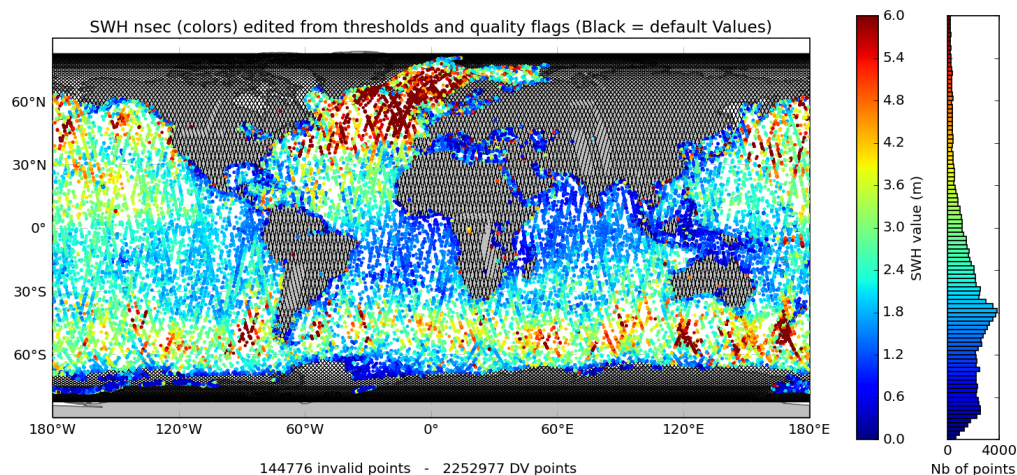 SWH nsec (colors) edited from thresholds and quality flags (Black = default Values)
60°N
30°N
0°
30°S
60°S
180°W
120°W
60°W
0°
60°E
120°E
180°E
144776 invalid points - 2252977 DV points
6.0
5.4
4.8
4.2
3.6
3.0
2.4
1.8
1.2
0.6
0.0
SWH value (m)
0
4000
Nb of points